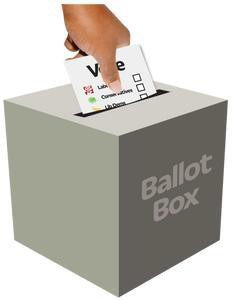 Vote
Labour
Conservatives
Lib Dems
Ballot
Box